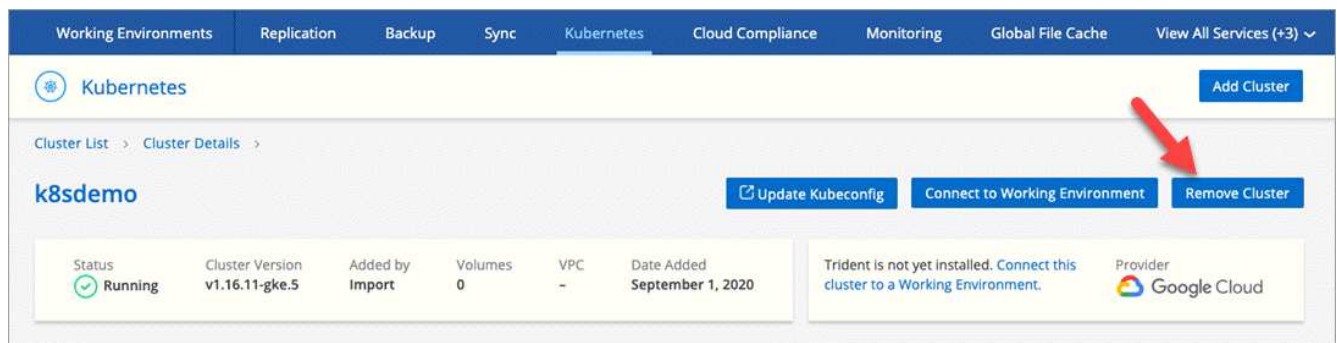 Working Environments Replication Backup Sync Kubernetes Cloud Compliance Monitoring Global File Cache View All Services (+3)
Kubernetes Add Cluster
Cluster List > Cluster Details >
k8sdemo Update Kubeconfig Connect to Working Environment Remove Cluster
Status Cluster Version Added by Volumes VPC Date Added
Running v1.16.11-gke.5 Import 0 – September 1, 2020
Trident is not yet installed. Connect this
cluster to a Working Environment.
Provider
Google Cloud